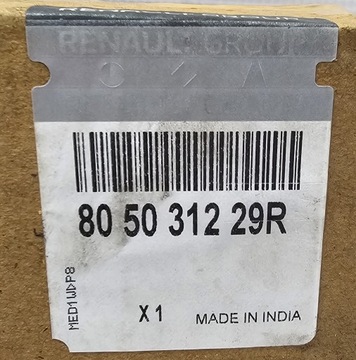 RENAULT GROUP
80 50 312 29R
MED1WDP8
X 1
MADE IN INDIA